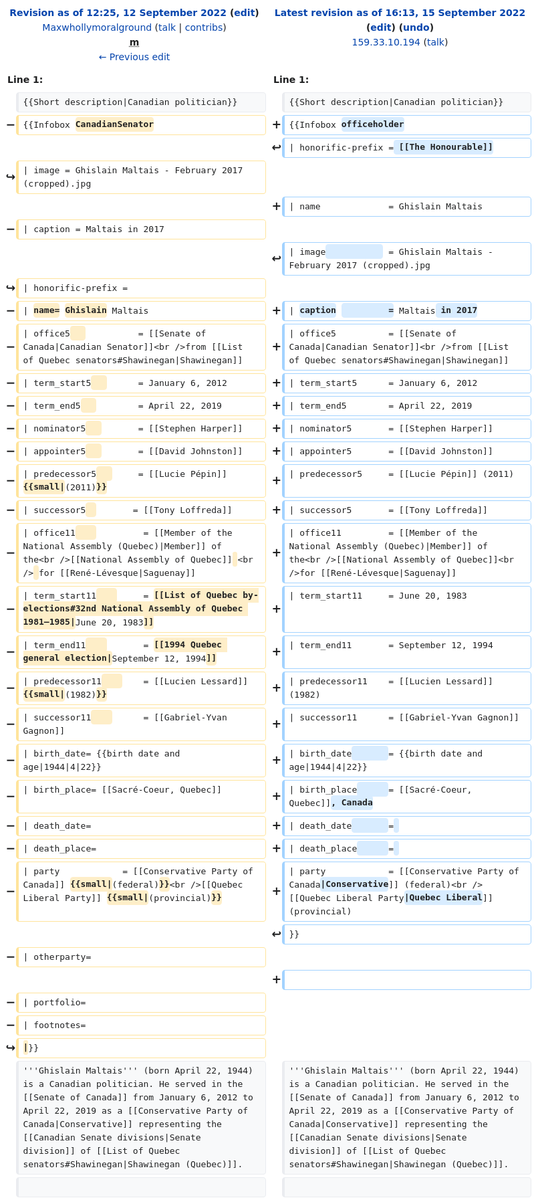 Revision as of 12:25, 12 September 2022 (edit)
Maxwhollymoralground (talk | contribs)
m
← Previous edit
Latest revision as of 16:13, 15 September 2022
(edit) (undo)
159.33.10.194 (talk)
Line 1:
Line 1:
{{Short description|Canadian politician}}
{{Short description|Canadian politician}}
− {{Infobox CanadianSenator
+ {{Infobox officeholder
↩ | honorific-prefix = [[The Honourable]]
↪ | image = Ghislain Maltais - February 2017
(cropped).jpg
+ | name = Ghislain Maltais
− | caption = Maltais in 2017
↩ | image = Ghislain Maltais -
February 2017 (cropped).jpg
↪ | honorific-prefix =
− | name= Ghislain Maltais
+ | caption = Maltais in 2017
− | office5 = [[Senate of
Canada|Canadian Senator]]<br />from [[List
of Quebec senators#Shawinegan|Shawinegan]]
+ | office5 = [[Senate of
Canada|Canadian Senator]]<br />from [[List
of Quebec senators#Shawinegan|Shawinegan]]
− | term_start5 = January 6, 2012
+ | term_start5 = January 6, 2012
− | term_end5 = April 22, 2019
+ | term_end5 = April 22, 2019
− | nominator5 = [[Stephen Harper]]
+ | nominator5 = [[Stephen Harper]]
− | appointer5 = [[David Johnston]]
+ | appointer5 = [[David Johnston]]
− | predecessor5 = [[Lucie Pépin]]
{{small|(2011)}}
+ | predecessor5 = [[Lucie Pépin]] (2011)
− | successor5 = [[Tony Loffreda]]
+ | successor5 = [[Tony Loffreda]]
− | office11 = [[Member of the
National Assembly (Quebec)|Member]] of
the<br />[[National Assembly of Quebec]] <br
/> for [[René-Lévesque|Saguenay]]
+ | office11 = [[Member of the
National Assembly (Quebec)|Member]] of
the<br />[[National Assembly of Quebec]]<br
/>for [[René-Lévesque|Saguenay]]
− | term_start11 = [[List of Quebec by-
elections#32nd National Assembly of Quebec
1981–1985|June 20, 1983]]
+ | term_start11 = June 20, 1983
− | term_end11 = [[1994 Quebec
general election|September 12, 1994]]
+ | term_end11 = September 12, 1994
− | predecessor11 = [[Lucien Lessard]]
{{small|(1982)}}
+ | predecessor11 = [[Lucien Lessard]]
(1982)
− | successor11 = [[Gabriel-Yvan
Gagnon]]
+ | successor11 = [[Gabriel-Yvan Gagnon]]
− | birth_date= {{birth date and
age|1944|4|22}}
+ | birth_date = {{birth date and
age|1944|4|22}}
− | birth_place= [[Sacré-Coeur, Quebec]]
+ | birth_place = [[Sacré-Coeur,
Quebec]], Canada
− | death_date=
+ | death_date =
− | death_place=
+ | death_place =
− | party = [[Conservative Party of
Canada]] {{small|(federal)}}<br />[[Quebec
Liberal Party]] {{small|(provincial)}}
+ | party = [[Conservative Party of
Canada|Conservative]] (federal)<br />
[[Quebec Liberal Party|Quebec Liberal]]
(provincial)
↩ }}
− | otherparty=
+
− | portfolio=
− | footnotes=
↪ |}}
'''Ghislain Maltais''' (born April 22, 1944)
is a Canadian politician. He served in the
[[Senate of Canada]] from January 6, 2012 to
April 22, 2019 as a [[Conservative Party of
Canada|Conservative]] representing the
[[Canadian Senate divisions|Senate
division]] of [[List of Quebec
senators#Shawinegan|Shawinegan (Quebec)]].
'''Ghislain Maltais''' (born April 22, 1944)
is a Canadian politician. He served in the
[[Senate of Canada]] from January 6, 2012 to
April 22, 2019 as a [[Conservative Party of
Canada|Conservative]] representing the
[[Canadian Senate divisions|Senate
division]] of [[List of Quebec
senators#Shawinegan|Shawinegan (Quebec)]].